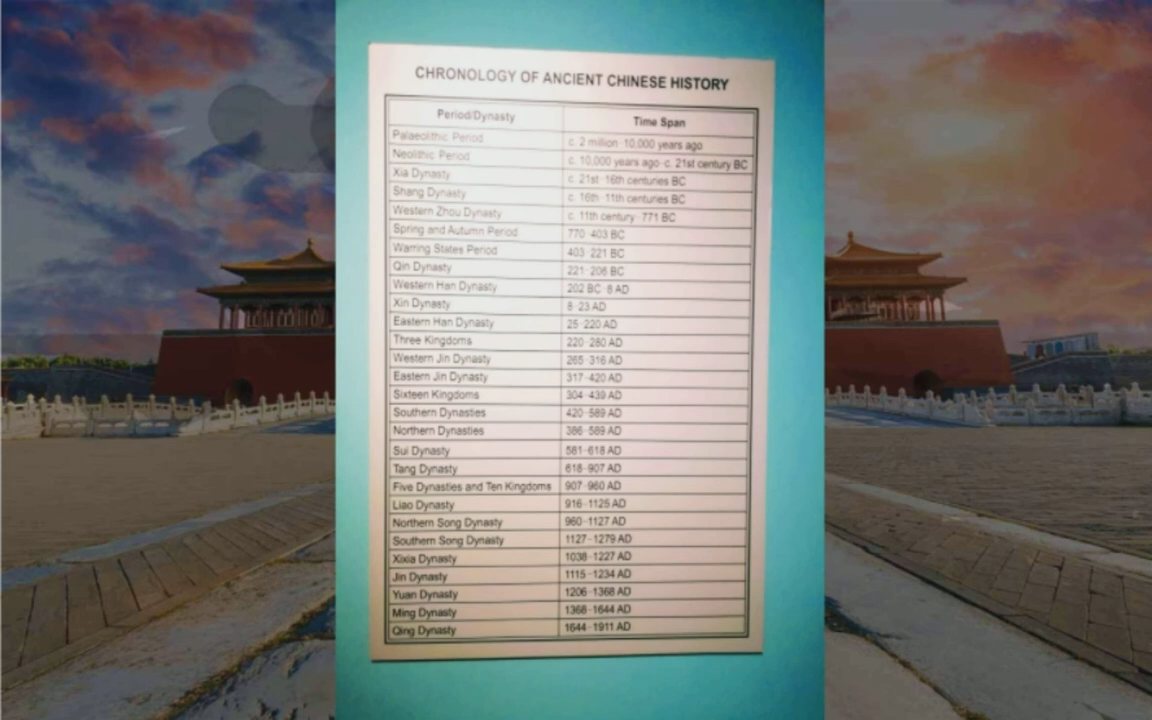 CHRONOLOGY OF ANCIENT CHINESE HISTORY
Period/Dynasty Time Span
Palaeolithic Period c. 2 million-10,000 years ago
Neolithic Period c. 10,000 years ago-c. 21st century BC
Xia Dynasty c. 21st-16th centuries BC
Shang Dynasty c. 16th-11th centuries BC
Western Zhou Dynasty c. 11th century-771 BC
Spring and Autumn Period 770-403 BC
Warring States Period 403-221 BC
Qin Dynasty 221-206 BC
Western Han Dynasty 202 BC-8 AD
Xin Dynasty 8-23 AD
Eastern Han Dynasty 25-220 AD
Three Kingdoms 220-280 AD
Western Jin Dynasty 265-316 AD
Eastern Jin Dynasty 317-420 AD
Sixteen Kingdoms 304-439 AD
Southern Dynasties 420-589 AD
Northern Dynasties 386-589 AD
Sui Dynasty 581-618 AD
Tang Dynasty 618-907 AD
Five Dynasties and Ten Kingdoms 907-960 AD
Liao Dynasty 916-1125 AD
Northern Song Dynasty 960-1127 AD
Southern Song Dynasty 1127-1279 AD
Xixia Dynasty 1038-1227 AD
Jin Dynasty 1115-1234 AD
Yuan Dynasty 1206-1368 AD
Ming Dynasty 1368-1644 AD
Qing Dynasty 1644-1911 AD